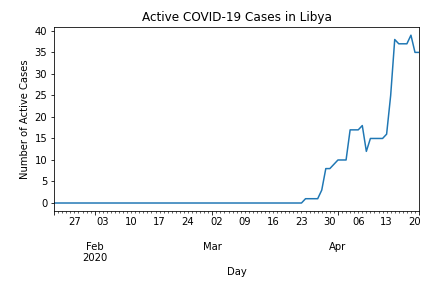 Active COVID-19 Cases in Libya
Number of Active Cases
40
35
30
25
20
15
10
5
0
27 03 10 17 24 02 09 16 23 30 06 13 20
Feb Mar Apr
2020
Day